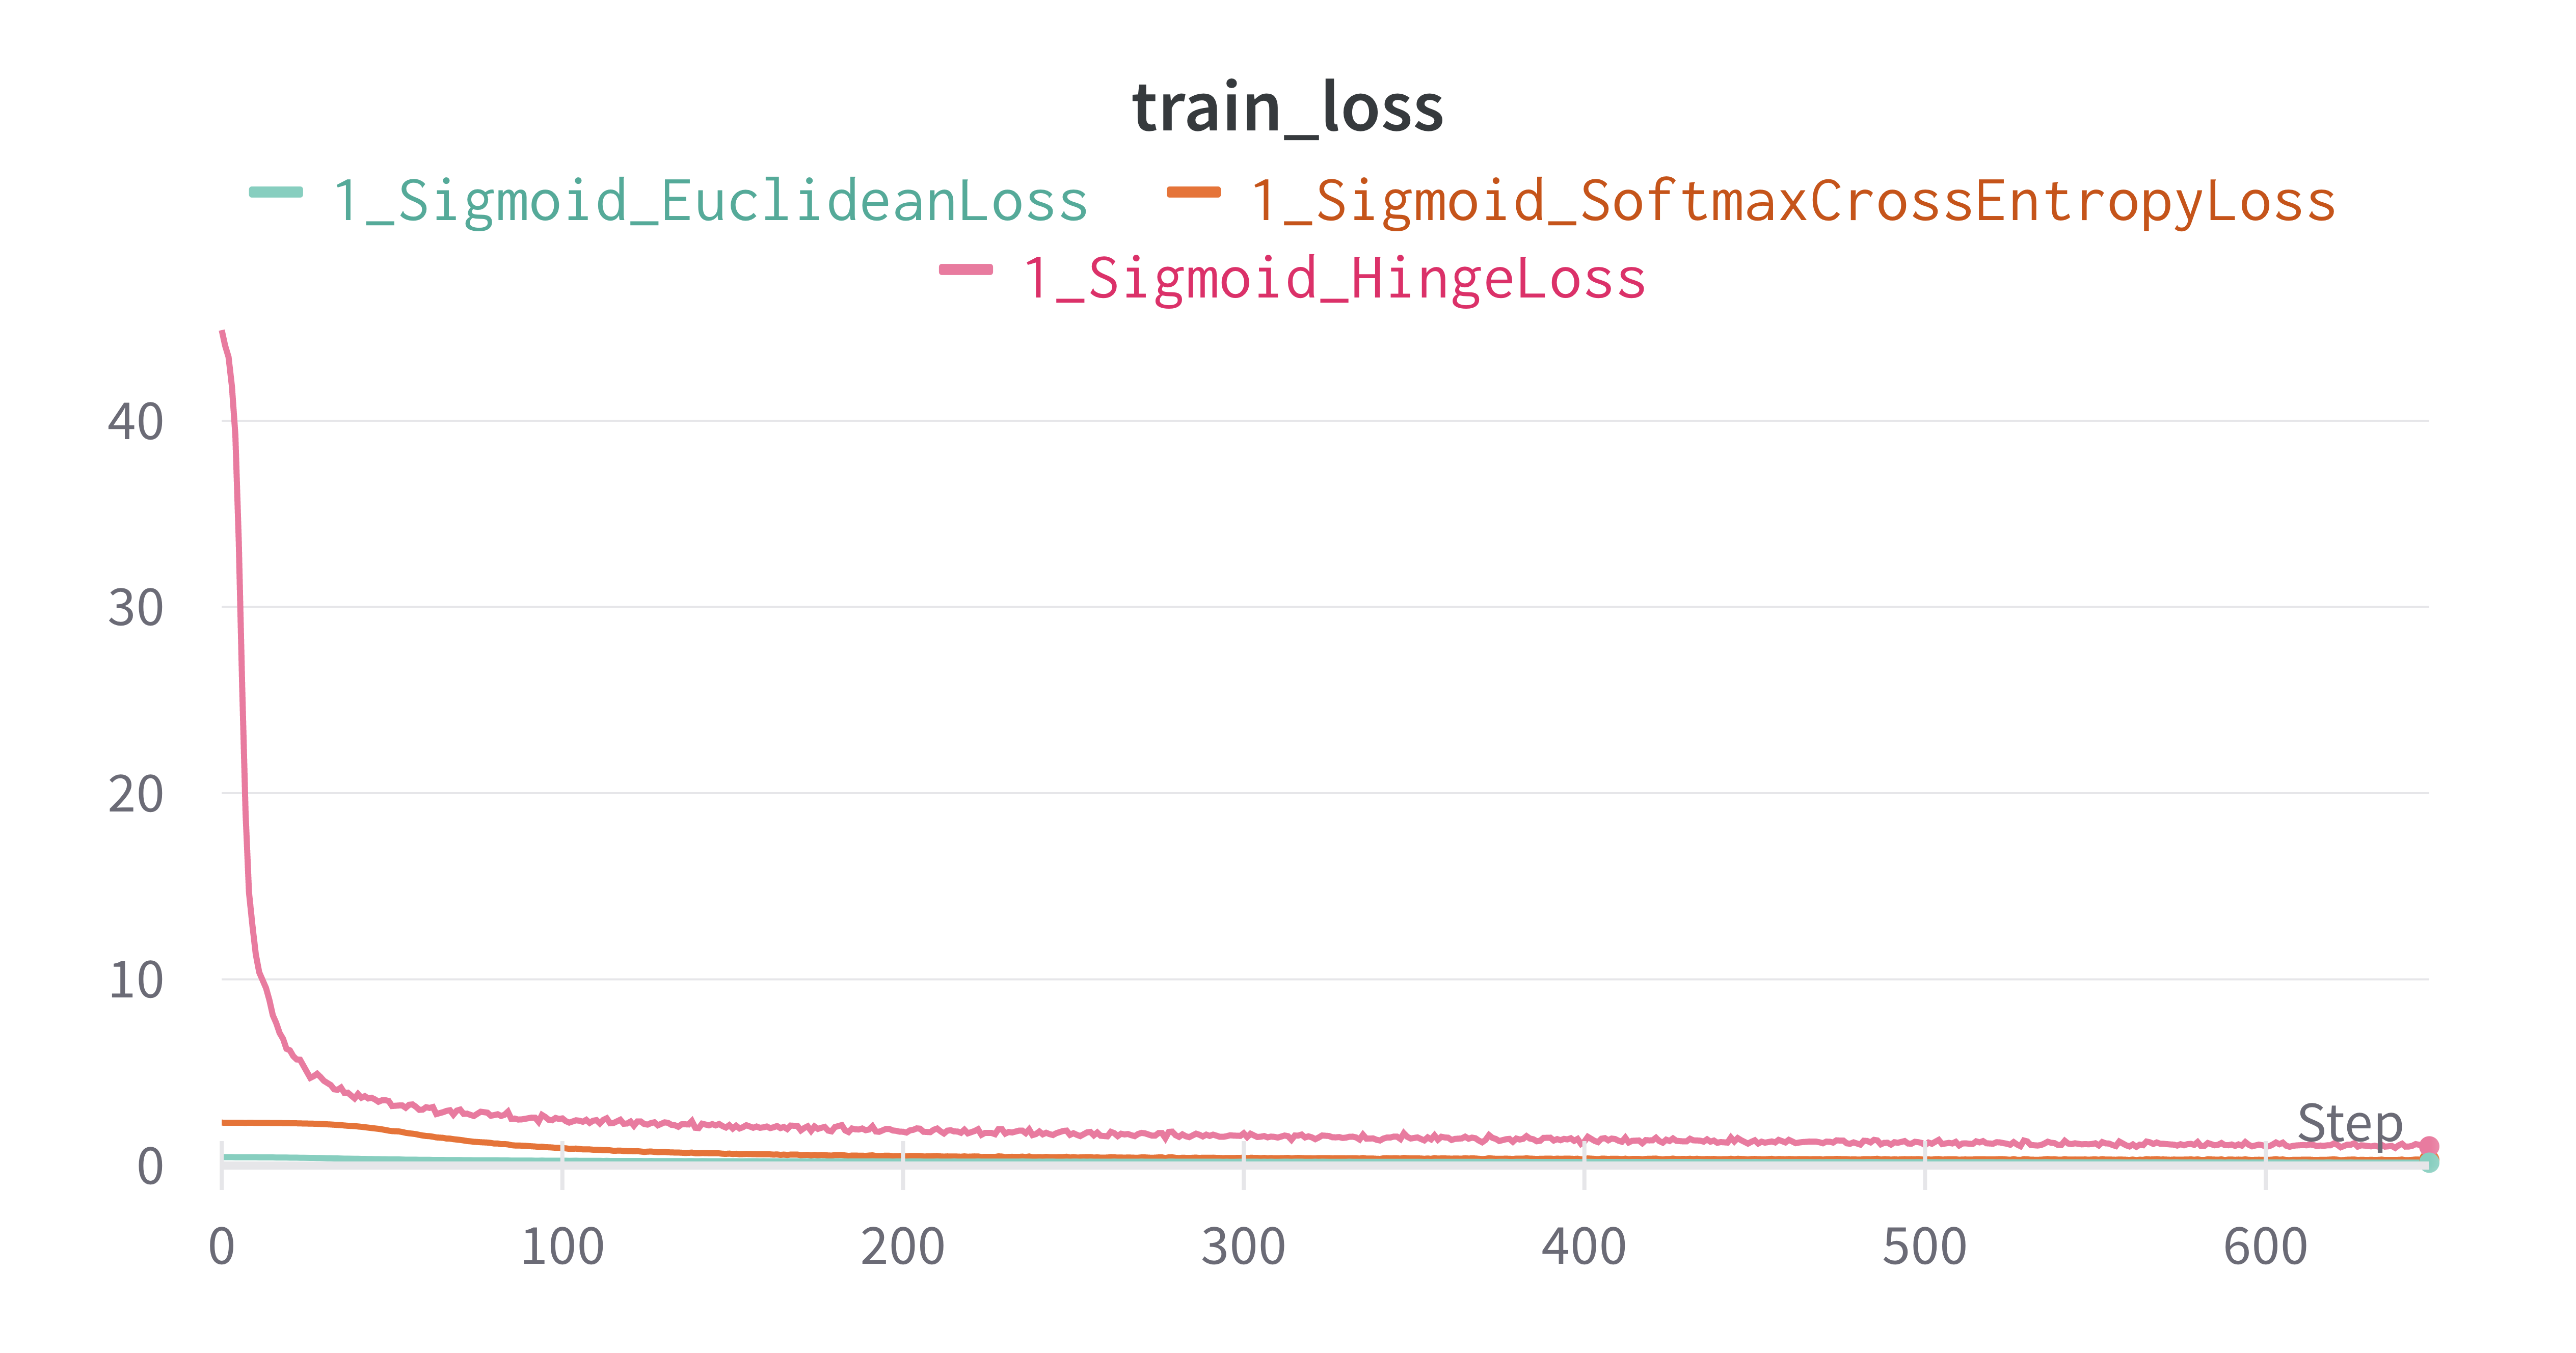 train_loss
1_Sigmoid_EuclideanLoss 1_Sigmoid_SoftmaxCrossEntropyLoss
1_Sigmoid_HingeLoss
40
30
20
10
0
Step
0 100 200 300 400 500 600